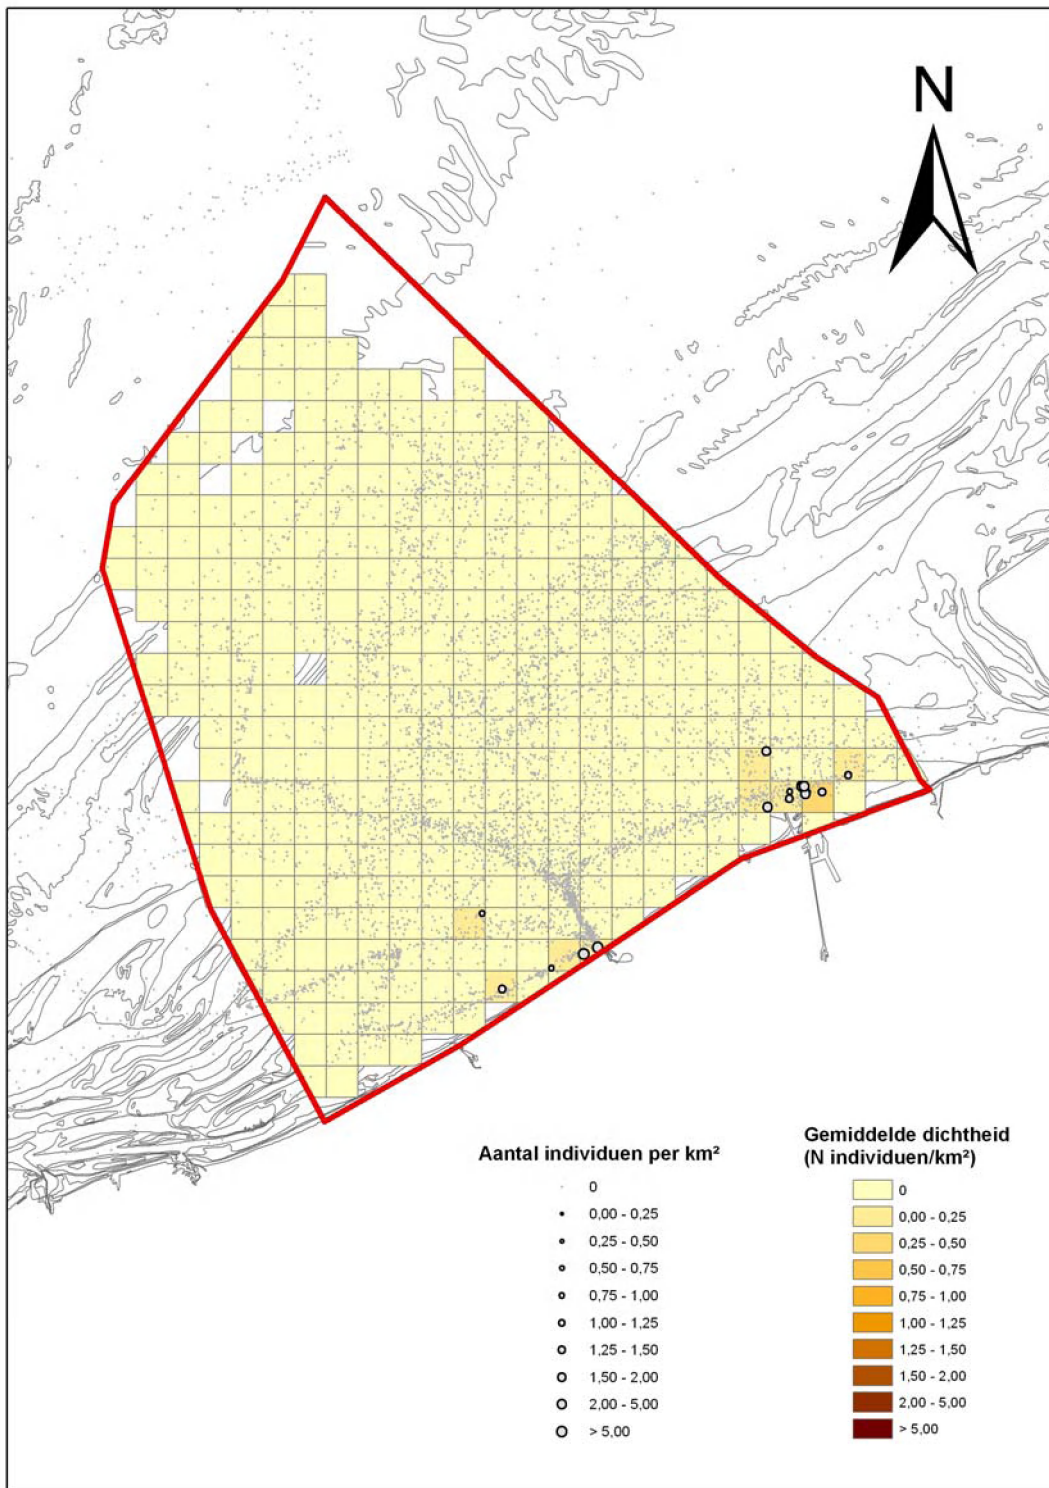 N
Aantal individuen per km²
0
0,00 - 0,25
0,25 - 0,50
0,50 - 0,75
0,75 - 1,00
1,00 - 1,25
1,25 - 1,50
1,50 - 2,00
2,00 - 5,00
> 5,00
Gemiddelde dichtheid
(N individuen/km²)
0
0,00 - 0,25
0,25 - 0,50
0,50 - 0,75
0,75 - 1,00
1,00 - 1,25
1,25 - 1,50
1,50 - 2,00
2,00 - 5,00
> 5,00